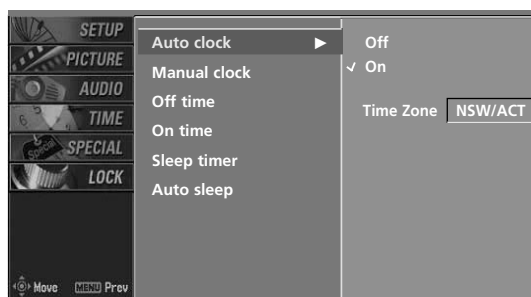 SETUP
PICTURE
AUDIO
TIME
SPECIAL
LOCK
Move MENU Prev
Auto clock ▶
Manual clock
Off time
On time
Sleep timer
Auto sleep
Off
✓ On
Time Zone NSW/ACT